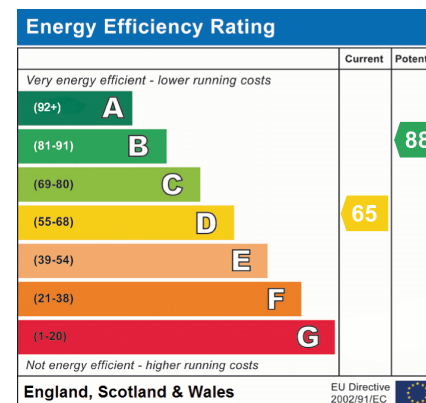 Energy Efficiency Rating
Current Poten
Very energy efficient - lower running costs
(92+) A
(81-91) B
88
(69-80) C
(55-68) D
65
(39-54) E
(21-38) F
(1-20) G
Not energy efficient - higher running costs
England, Scotland & Wales
EU Directive
2002/91/EC